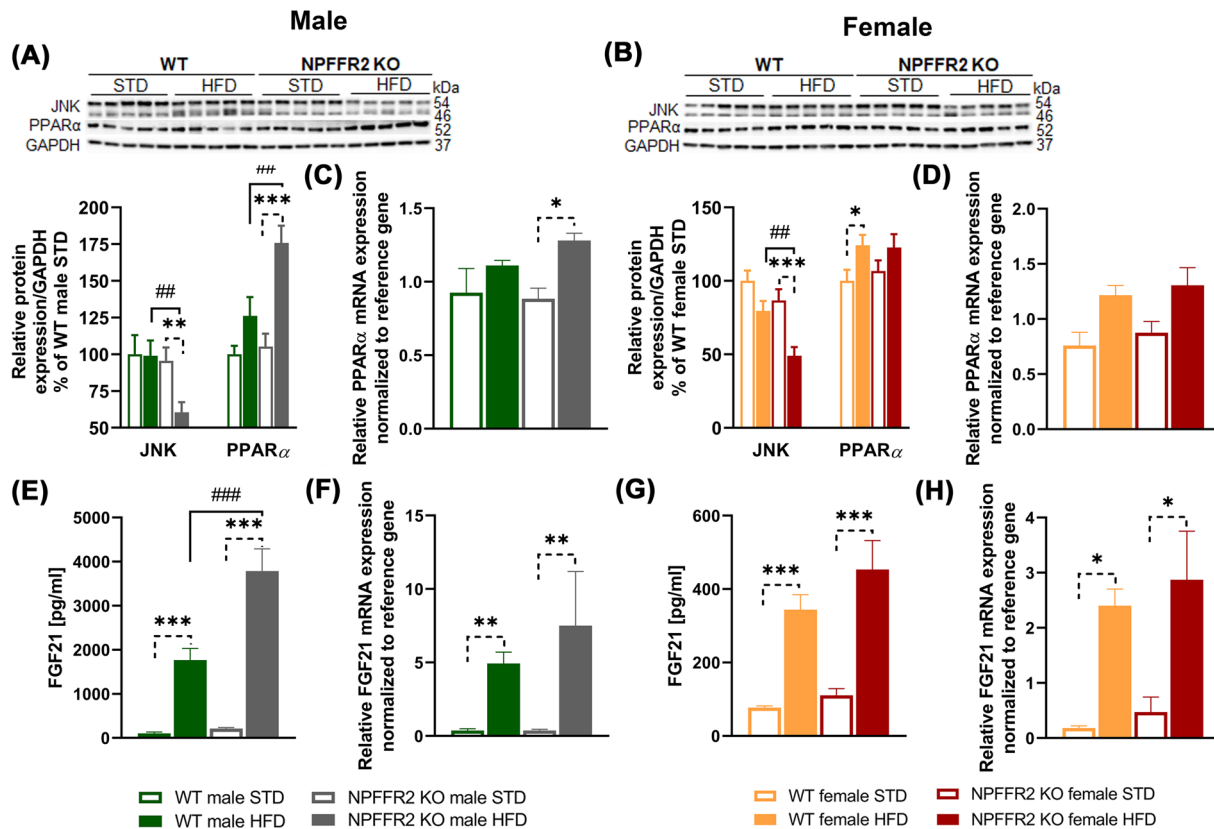 Male
Female
(A)
WT
NPFFR2 KO
STD
HFD
STD
HFD
kDa
JNK
54
46
PPARα
52
GAPDH
37
(B)
WT
NPFFR2 KO
STD
HFD
STD
HFD
kDa
JNK
54
46
PPARα
52
GAPDH
37
Relative protein
expression/GAPDH
% of WT male STD
200
175
150
125
100
75
50
##
**
##
***
JNK
PPARα
(C)
Relative PPARα mRNA expression
normalized to reference gene
1.5
1.0
0.5
0.0
*
Relative protein
expression/GAPDH
% of WT female STD
150
100
50
0
##
***
*
JNK
PPARα
(D)
Relative PPARα mRNA expression
normalized to reference gene
2.0
1.5
1.0
0.5
0.0
(E)
FGF21 [pg/ml]
5000
4000
3000
2000
1000
0
***
###
***
(F)
Relative FGF21 mRNA expression
normalized to reference gene
15
10
5
0
**
**
(G)
FGF21 [pg/ml]
600
400
200
0
***
***
(H)
Relative FGF21 mRNA expression
normalized to reference gene
4
3
2
1
0
*
*
WT male STD
NPFFR2 KO male STD
WT male HFD
NPFFR2 KO male HFD
WT female STD
NPFFR2 KO female STD
WT female HFD
NPFFR2 KO female HFD